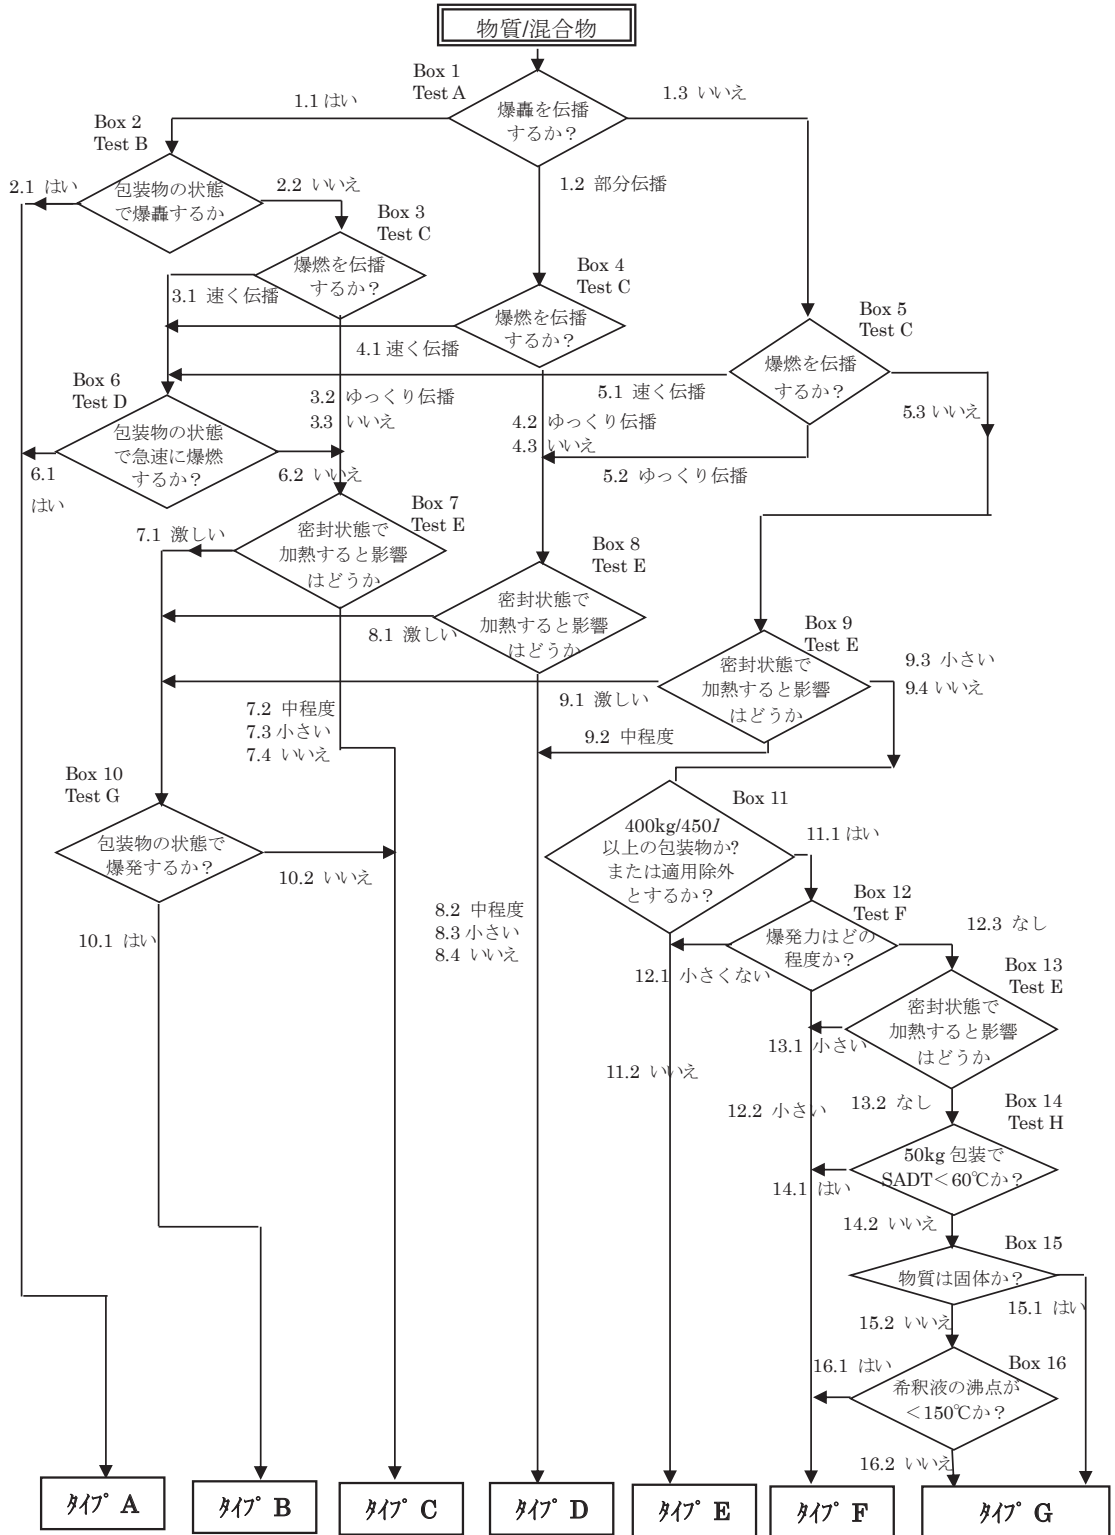 物質/混合物
Box 1
Test A
爆轟を伝播
するか？
1.1 はい
1.3 いいえ
1.2 部分伝播
Box 2
Test B
包装物の状態
で爆轟するか
2.1 はい
2.2 いいえ
Box 3
Test C
爆燃を伝播
するか？
3.1 速く伝播
Box 4
Test C
爆燃を伝播
するか？
4.1 速く伝播
Box 5
Test C
爆燃を伝播
するか？
5.1 速く伝播
5.3 いいえ
Box 6
Test D
包装物の状態
で急速に爆燃
するか？
3.2 ゆっくり伝播
3.3 いいえ
4.2 ゆっくり伝播
4.3 いいえ
5.2 ゆっくり伝播
6.1
はい
6.2 いいえ
Box 7
Test E
密封状態で
加熱すると影響
はどうか
7.1 激しい
Box 8
Test E
密封状態で
加熱すると影響
はどうか
8.1 激しい
Box 9
Test E
密封状態で
加熱すると影響
はどうか
9.1 激しい
9.3 小さい
9.4 いいえ
9.2 中程度
7.2 中程度
7.3 小さい
7.4 いいえ
Box 10
Test G
包装物の状態で
爆発するか？
10.2 いいえ
10.1 はい
Box 11
400kg/450l
以上の包装物か?
または適用除外
とするか？
11.1 はい
8.2 中程度
8.3 小さい
8.4 いいえ
Box 12
Test F
爆発力はどの
程度か？
12.1 小さくない
12.3 なし
Box 13
Test E
密封状態で
加熱すると影響
はどうか
13.1 小さい
11.2 いいえ
12.2 小さい
13.2 なし
Box 14
Test H
50kg 包装で
SADT＜60℃か？
14.1 はい
14.2 いいえ
Box 15
物質は固体か？
15.1 はい
15.2 いいえ
Box 16
希釈液の沸点が
＜150℃か？
16.1 はい
16.2 いいえ
ﾀｲﾌﾟ A
ﾀｲﾌﾟ B
ﾀｲﾌﾟ C
ﾀｲﾌﾟ D
ﾀｲﾌﾟ E
ﾀｲﾌﾟ F
ﾀｲﾌﾟ G